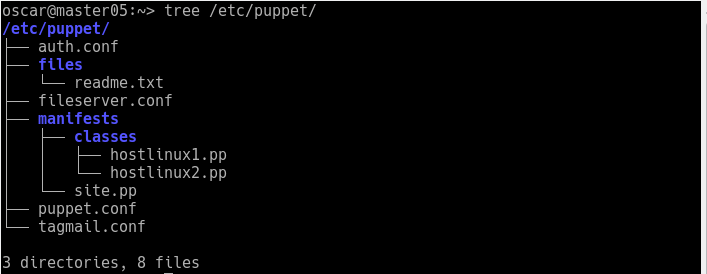 oscar@master05:~> tree /etc/puppet/
/etc/puppet/
├── auth.conf
├── files
│   └── readme.txt
├── fileserver.conf
├── manifests
│   ├── classes
│   │   ├── hostlinux1.pp
│   │   └── hostlinux2.pp
│   └── site.pp
├── puppet.conf
└── tagmail.conf

3 directories, 8 files